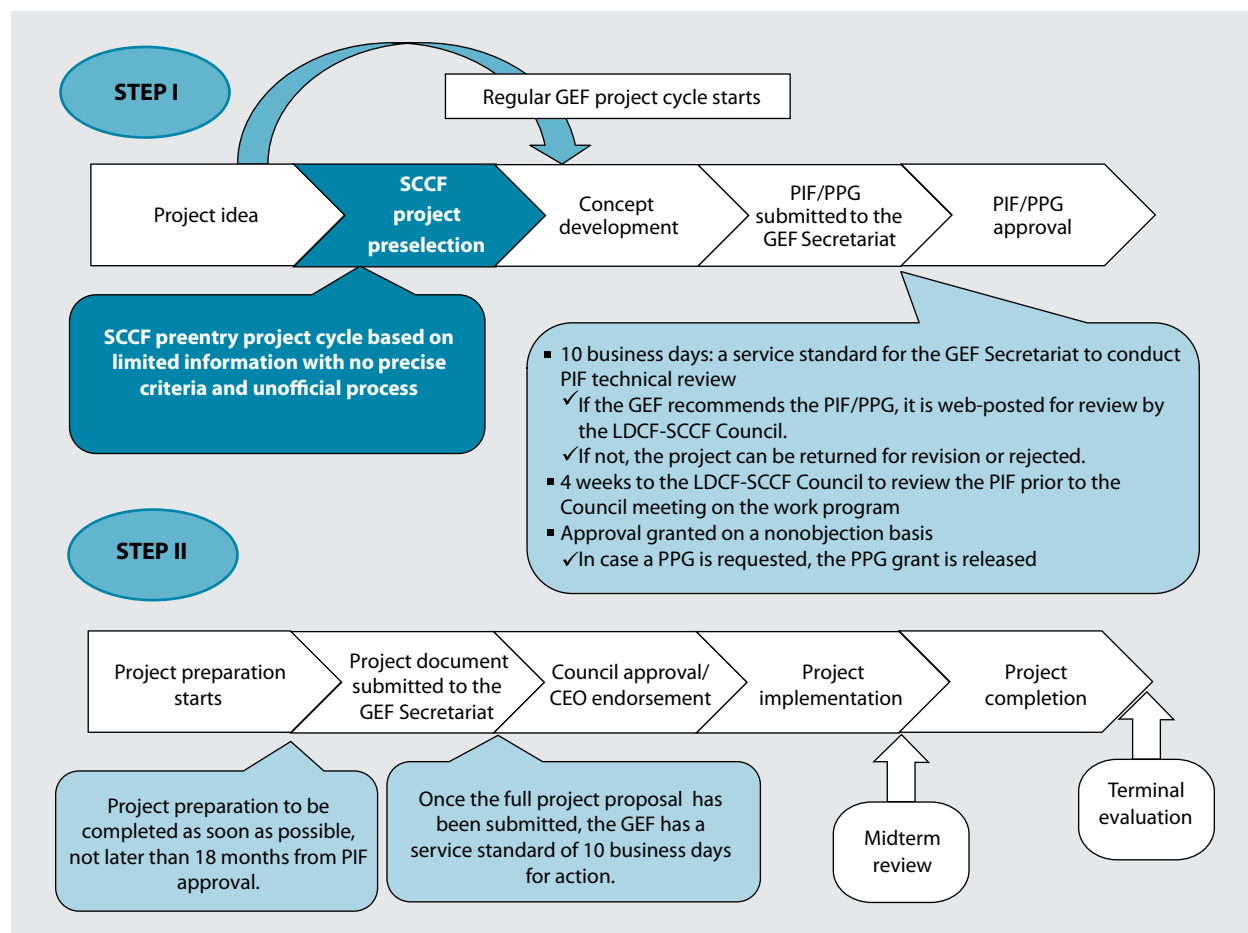 STEP I
Regular GEF project cycle starts
Project idea
SCCF
project
preselection
Concept
development
PIF/PPG
submitted to the
GEF Secretariat
PIF/PPG
approval
SCCF preentry project cycle based on
limited information with no precise
criteria and unofficial process
▪ 10 business days: a service standard for the GEF Secretariat to conduct
PIF technical review
✓If the GEF recommends the PIF/PPG, it is web-posted for review by
the LDCF-SCCF Council.
✓If not, the project can be returned for revision or rejected.
▪ 4 weeks to the LDCF-SCCF Council to review the PIF prior to the
Council meeting on the work program
▪ Approval granted on a nonobjection basis
✓In case a PPG is requested, the PPG grant is released
STEP II
Project preparation
starts
Project document
submitted to the
GEF Secretariat
Council approval/
CEO endorsement
Project
implementation
Project
completion
Project preparation to be
completed as soon as possible,
not later than 18 months from PIF
approval.
Once the full project proposal has
been submitted, the GEF has a
service standard of 10 business days
for action.
Midterm
review
Terminal
evaluation